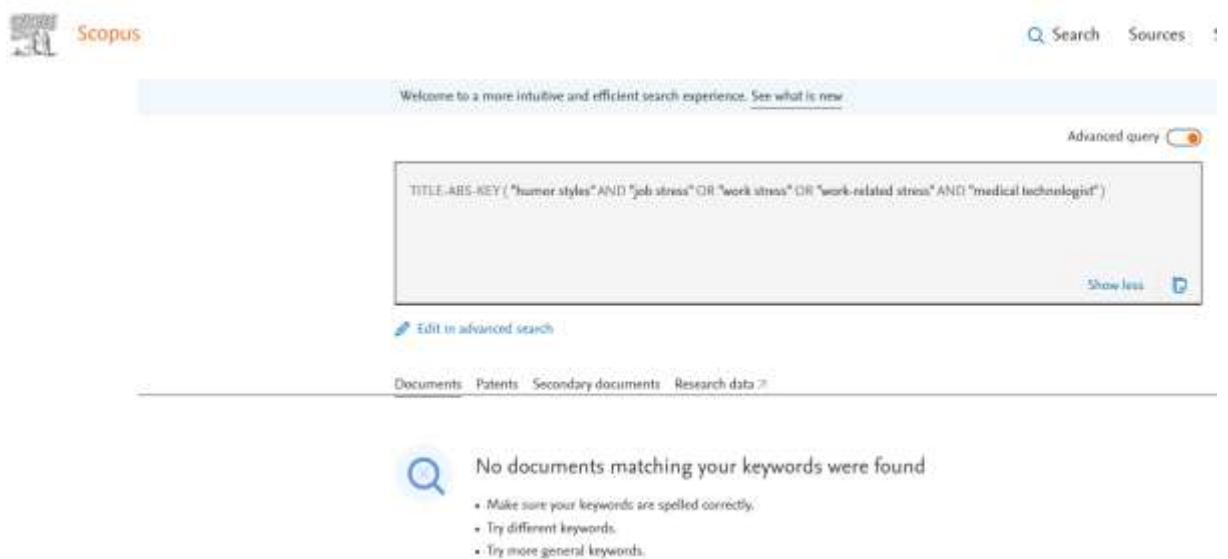 Scopus
Search Sources S
Welcome to a more intuitive and efficient search experience. See what is new
Advanced query
TITLE-ABS-KEY ( "humor styles" AND "job stress" OR "work stress" OR "work-related stress" AND "medical technologist" )
Show less
Edit in advanced search
Documents Patents Secondary documents Research data
No documents matching your keywords were found
• Make sure your keywords are spelled correctly.
• Try different keywords.
• Try more general keywords.